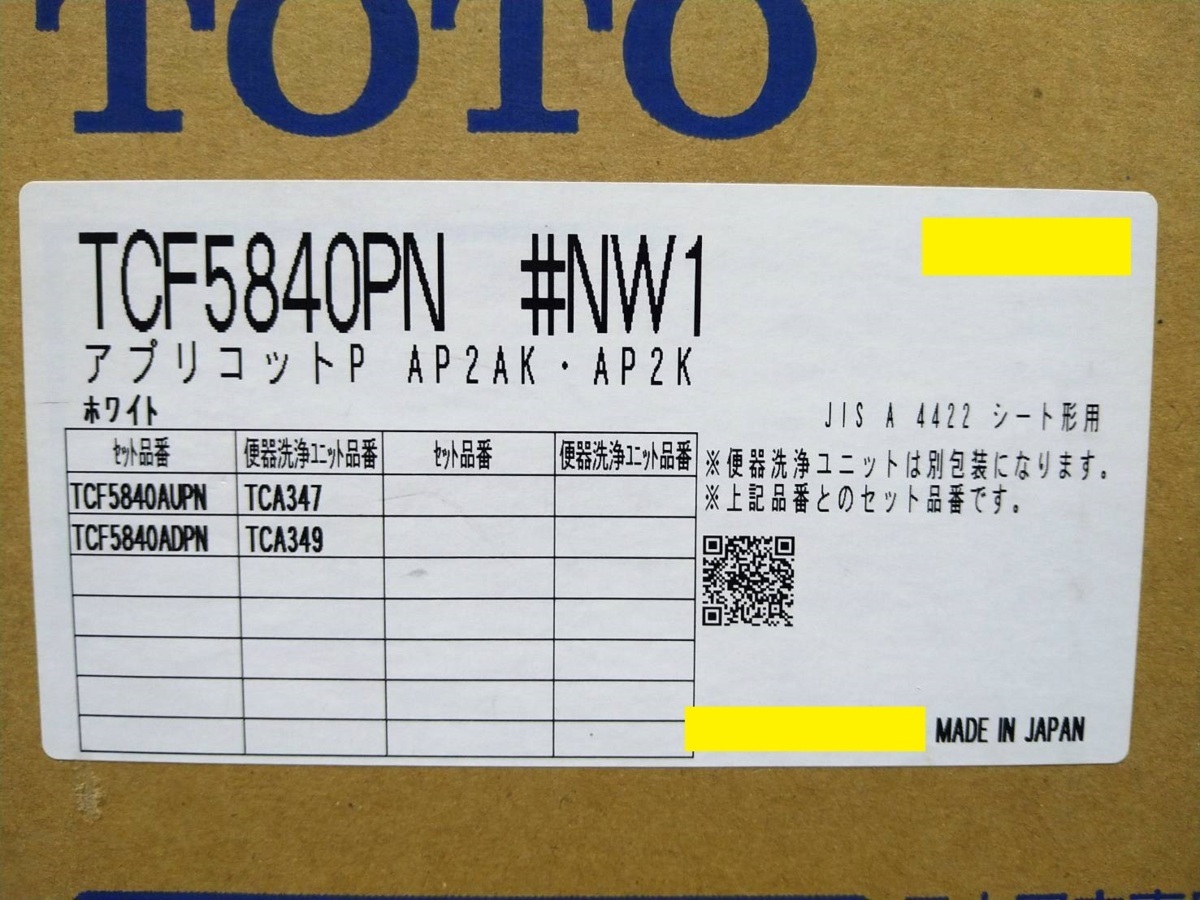 TOTO
TCF5840PN #NW1
アプリコットP AP2AK・AP2K
ホワイト
JIS A 4422 シート形用
セット品番 便器洗浄ユニット品番 セット品番 便器洗浄ユニット品番
TCF5840AUPN TCA347
TCF5840ADPN TCA349
※便器洗浄ユニットは別包装になります。
※上記品番とのセット品番です。
MADE IN JAPAN